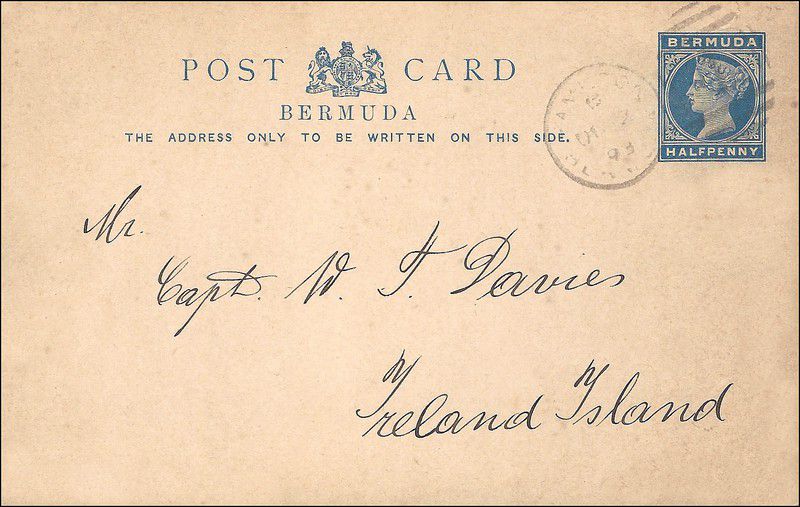 POST CARD
BERMUDA
THE ADDRESS ONLY TO BE WRITTEN ON THIS SIDE.
BERMUDA
HALFPENNY
93
Mr.
Capt. W. F. Davies
Ireland Island